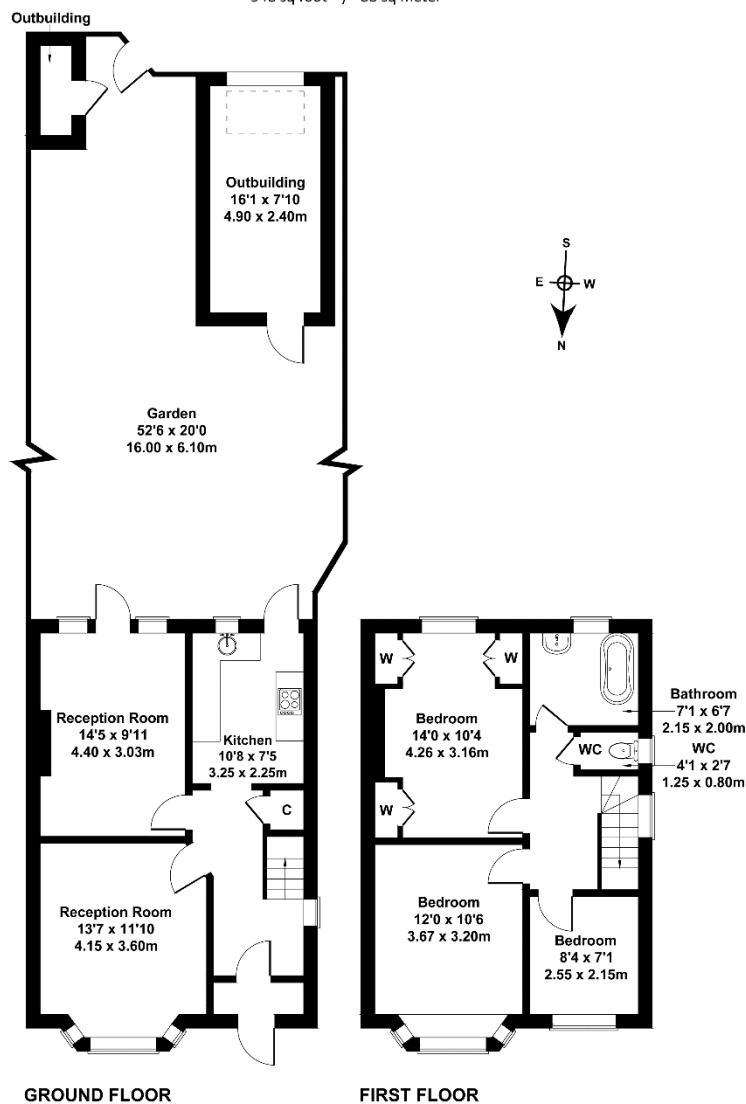 Outbuilding
Outbuilding
16'1 x 7'10
4.90 x 2.40m
S
E
W
N
Garden
52'6 x 20'0
16.00 x 6.10m
Reception Room
14'5 x 9'11
4.40 x 3.03m
Kitchen
10'8 x 7'5
3.25 x 2.25m
C
Reception Room
13'7 x 11'10
4.15 x 3.60m
W
W
W
Bedroom
14'0 x 10'4
4.26 x 3.16m
Bathroom
7'1 x 6'7
2.15 x 2.00m
WC
WC
4'1 x 2'7
1.25 x 0.80m
Bedroom
12'0 x 10'6
3.67 x 3.20m
Bedroom
8'4 x 7'1
2.55 x 2.15m
GROUND FLOOR
FIRST FLOOR